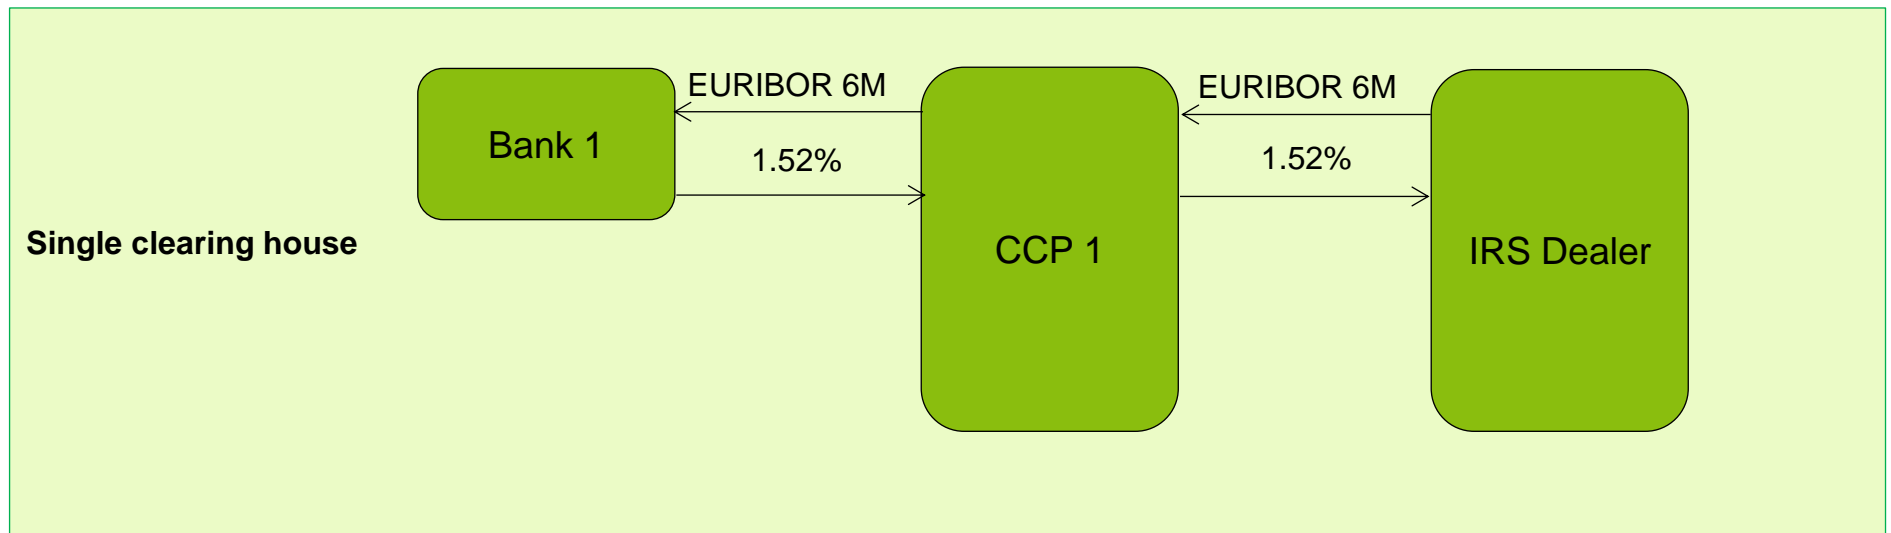 EURIBOR 6M
EURIBOR 6M
Bank 1
1.52%
1.52%
Single clearing house
CCP 1
IRS Dealer